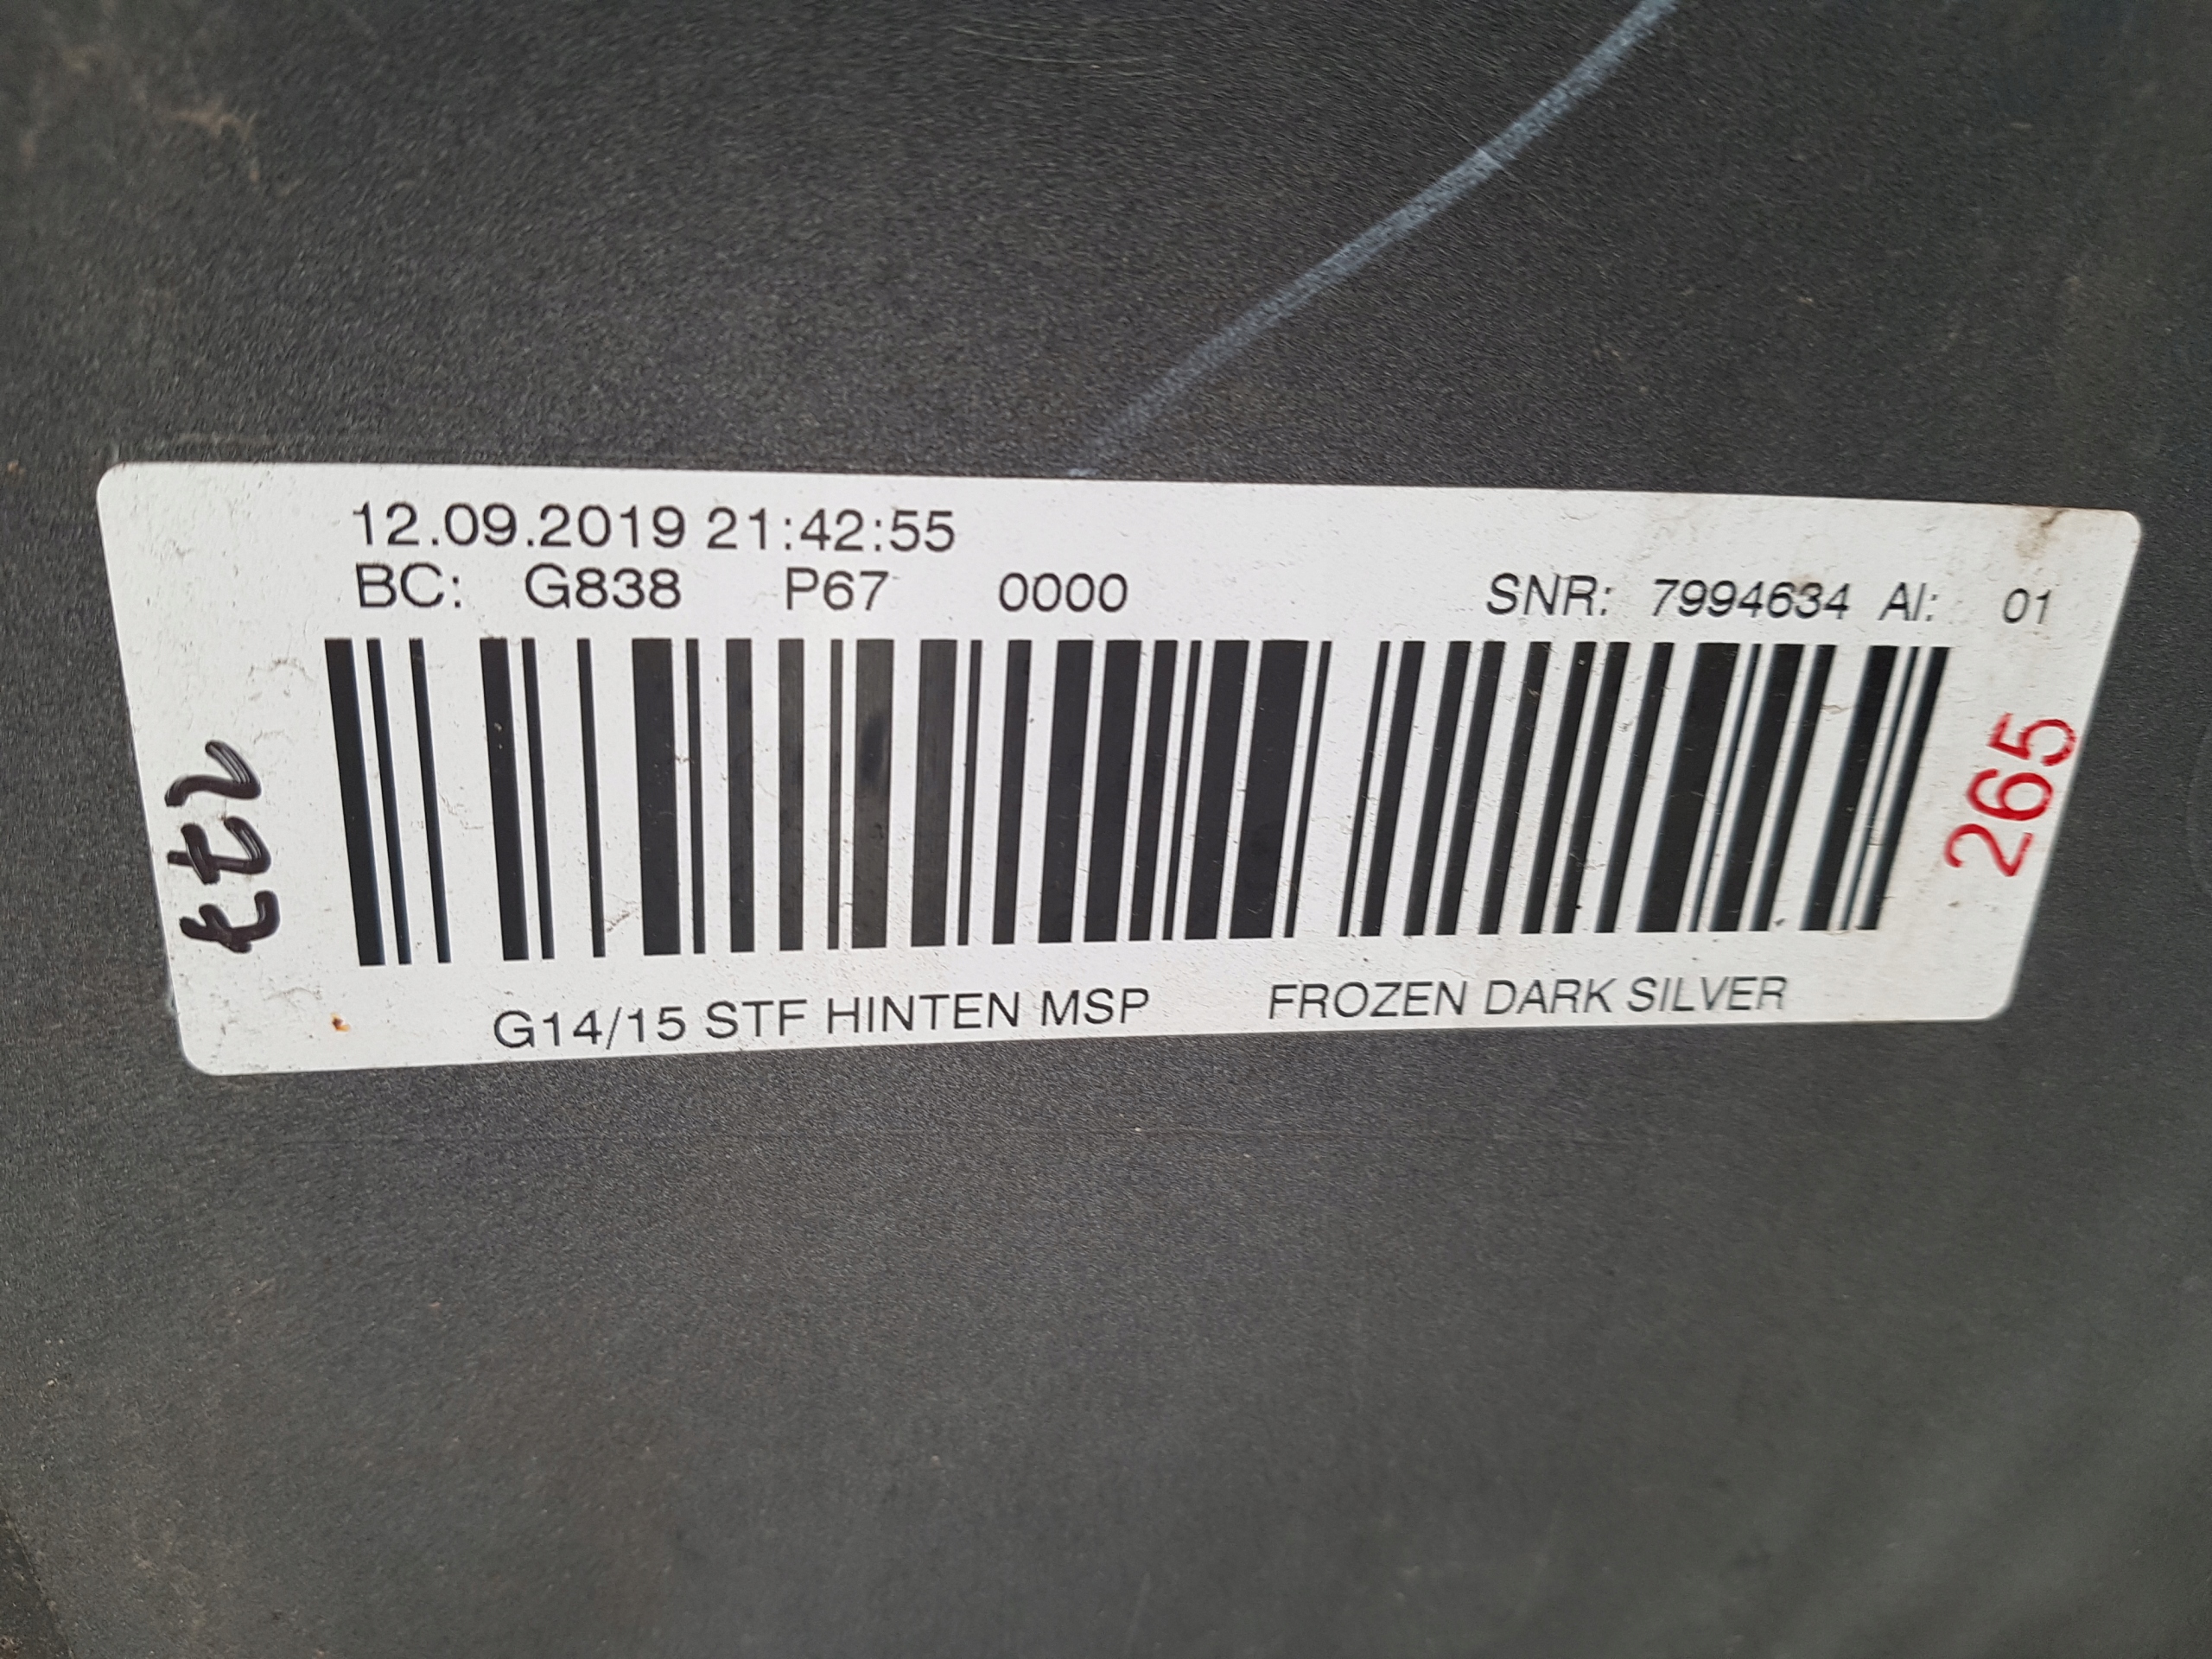 12.09.2019 21:42:55
BC: G838 P67 0000 SNR: 7994634 AI: 01
265
G14/15 STF HINTEN MSP FROZEN DARK SILVER